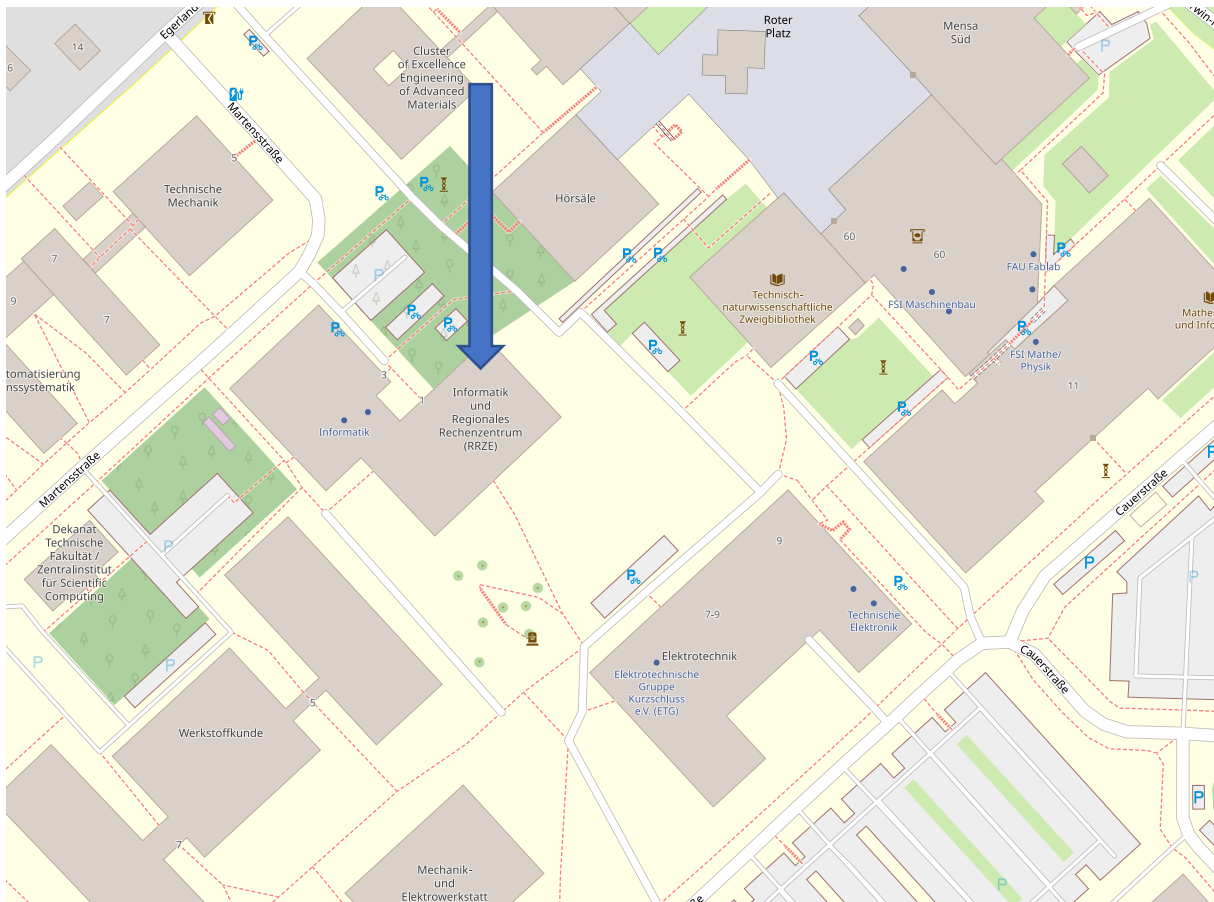 Egerland
Roter
Platz
Mensa
Süd
14
6
Cluster
of Excellence
Engineering
of Advanced
Materials
Martensstraße
5
Technische
Mechanik
Hörsäle
7
9
7
60
60
FAU Fablab
FSI Maschinenbau
Technisch-
naturwissenschaftliche
Zweigbibliothek
FSI Mathe/
Physik
11
tomatisierung
nssystematik
3
1
Informatik
Informatik
und
Regionales
Rechenzentrum
(RRZE)
Martensstraße
Cauerstraße
Dekanat
Technische
Fakultät /
Zentralinstitut
für Scientific
Computing
9
7-9
Technische
Elektronik
Elektrotechnik
Elektrotechnische
Gruppe
Kurzschluss
e.V. (ETG)
Cauerstraße
5
Werkstoffkunde
7
Mechanik-
und
Elektrowerkstatt